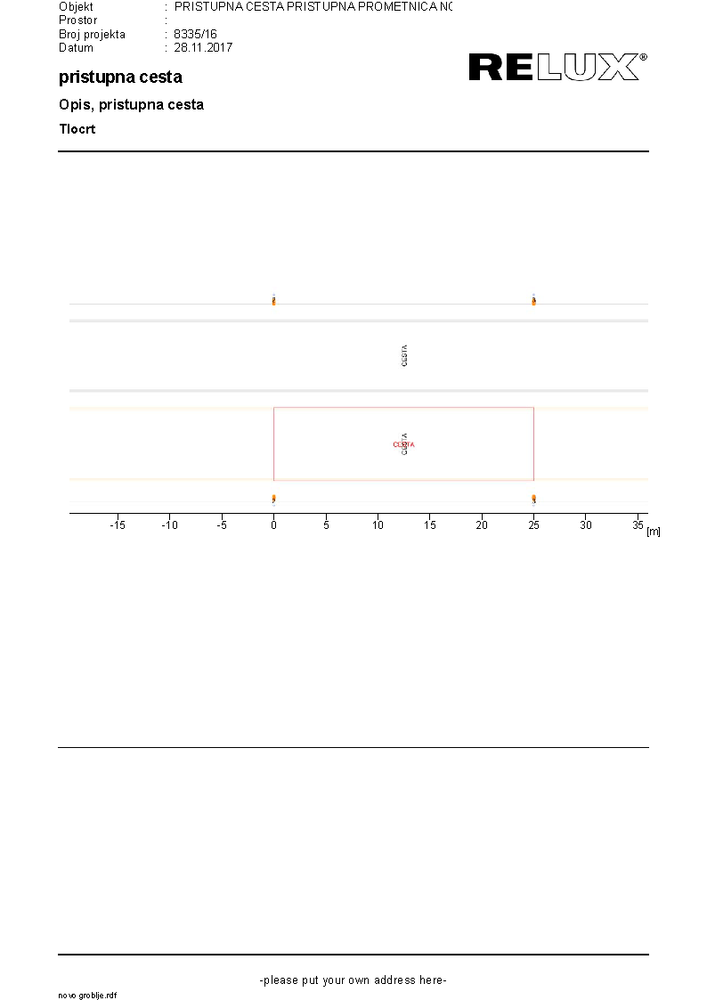 Objekt : PRISTUPNA CESTA PRISTUPNA PROMETNICA NO
Prostor :
Broj projekta : 8335/16
Datum : 28.11.2017
RELUX®
pristupna cesta
Opis, pristupna cesta
Tlocrt
CESTA
CESTA
CESTA
-15 -10 -5 0 5 10 15 20 25 30 35 [m]
-please put your own address here-
novo groblje.rdf